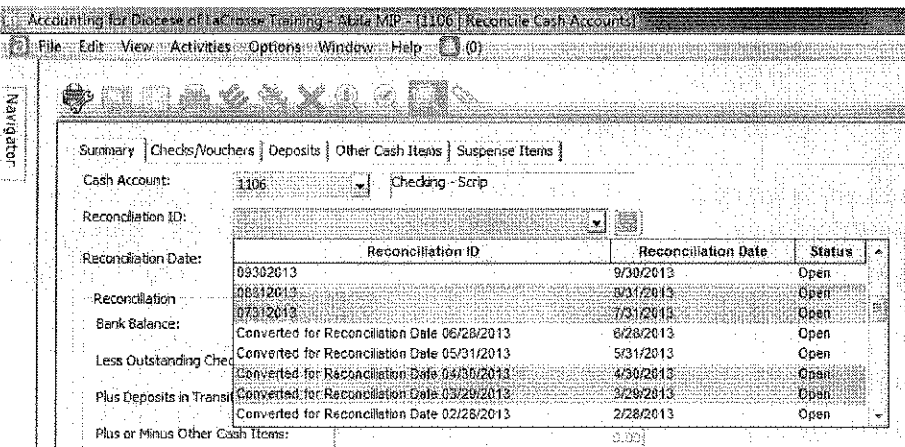 Accounting for Diocese of LaCrosse Training - Abila MIP - [1106 | Reconcile Cash Accounts]
File Edit View Activities Options Window Help (0)
Navigator
Summary Checks/Vouchers Deposits Other Cash Items Suspense Items
Cash Account: 1106 Checking - Scrip
Reconciliation ID:
Reconciliation Date:
Reconciliation ID Reconciliation Date Status
09302013 9/30/2013 Open
08312013 8/31/2013 Open
07312013 7/31/2013 Open
Converted for Reconciliation Date 06/28/2013 6/28/2013 Open
Converted for Reconciliation Date 05/31/2013 5/31/2013 Open
Converted for Reconciliation Date 04/30/2013 4/30/2013 Open
Converted for Reconciliation Date 03/29/2013 3/29/2013 Open
Converted for Reconciliation Date 02/28/2013 2/28/2013 Open
Reconciliation
Bank Balance:
Less Outstanding Chec
Plus Deposits in Transit
Plus or Minus Other Cash Items: 0.00